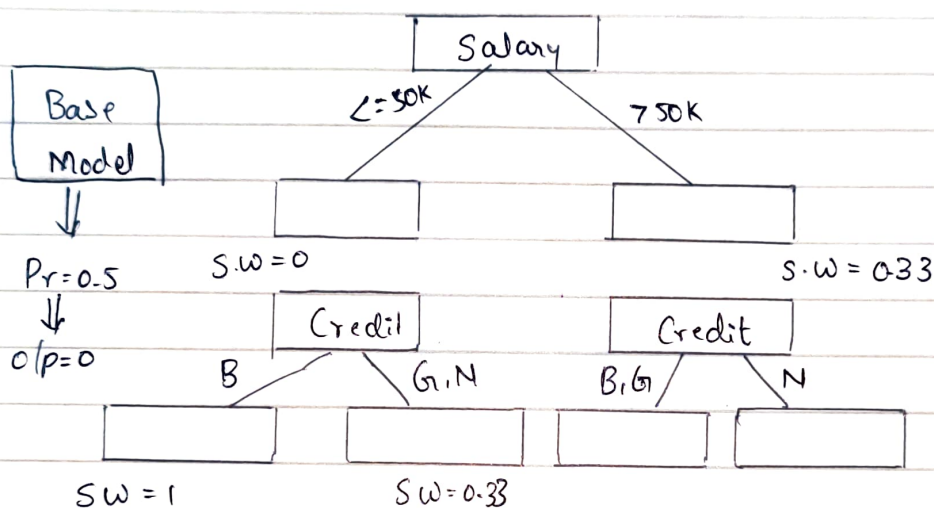 Salary
Base
Model
<=50K
>50K
Pr=0.5
S.W=0
S.W = 0.33
o/p=0
Credit
Credit
B
G,N
B,G
N
SW = 1
SW=0.33